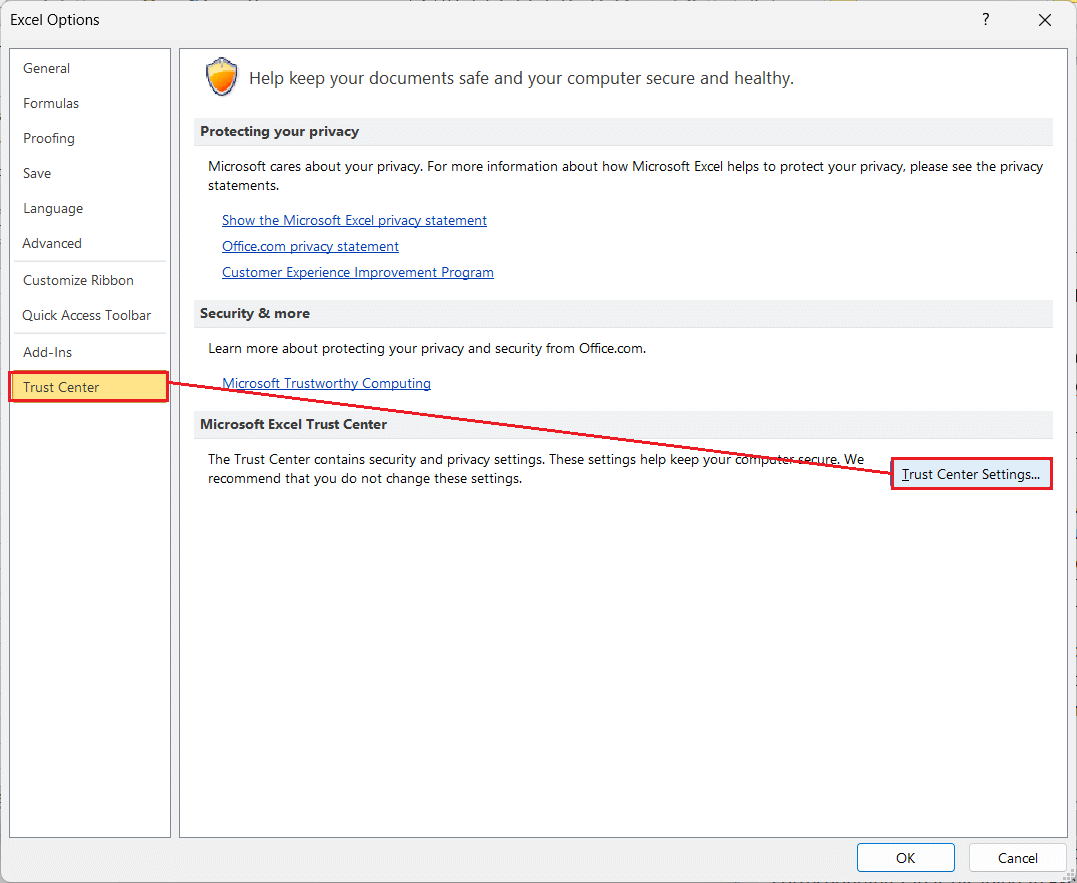 Excel Options
?
General
Formulas
Proofing
Save
Language
Advanced
Customize Ribbon
Quick Access Toolbar
Add-Ins
Trust Center
Help keep your documents safe and your computer secure and healthy.
Protecting your privacy
Microsoft cares about your privacy. For more information about how Microsoft Excel helps to protect your privacy, please see the privacy
statements.
Show the Microsoft Excel privacy statement
Office.com privacy statement
Customer Experience Improvement Program
Security & more
Learn more about protecting your privacy and security from Office.com.
Microsoft Trustworthy Computing
Microsoft Excel Trust Center
The Trust Center contains security and privacy settings. These settings help keep your computer secure. We
recommend that you do not change these settings.
Trust Center Settings...
OK
Cancel